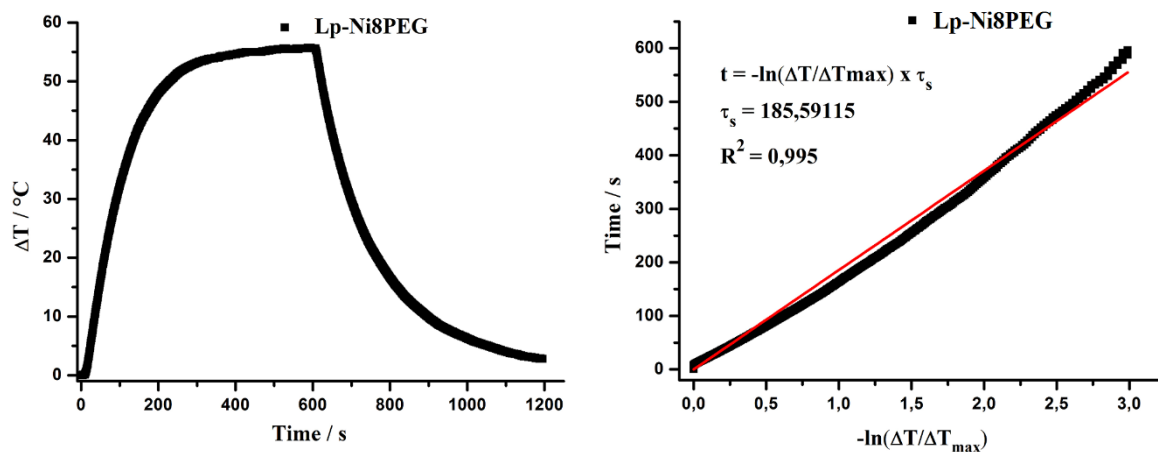 Lp-Ni8PEG
60
50
40
30
20
10
0
ΔT / °C
0 200 400 600 800 1000 1200
Time / s
Lp-Ni8PEG
t = -ln(ΔT/ΔTmax) x τs
τs = 185,59115
R² = 0,995
600
500
400
300
200
100
0
Time / s
0,0 0,5 1,0 1,5 2,0 2,5 3,0
-ln(ΔT/ΔTmax)